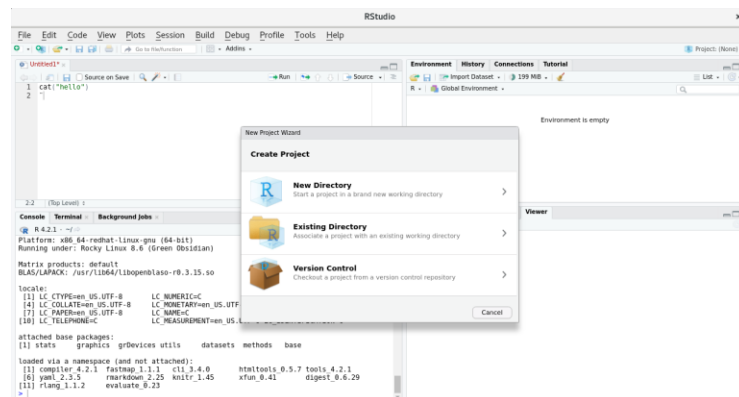 RStudio
File Edit Code View Plots Session Build Debug Profile Tools Help
Go to file/function Addins
Project: (None)
Untitled1*
Source on Save Run Source
1 cat("hello")
2
2:2 (Top Level)
Environment History Connections Tutorial
Import Dataset 199 MiB List
R Global Environment
Environment is empty
New Project Wizard
Create Project
New Directory
Start a project in a brand new working directory
Existing Directory
Associate a project with an existing working directory
Version Control
Checkout a project from a version control repository
Cancel
Viewer
Console Terminal Background Jobs
R 4.2.1 · ~/
Platform: x86_64-redhat-linux-gnu (64-bit)
Running under: Rocky Linux 8.6 (Green Obsidian)
Matrix products: default
BLAS/LAPACK: /usr/lib64/libopenblaso-r0.3.15.so
locale:
[1] LC_CTYPE=en_US.UTF-8 LC_NUMERIC=C
[4] LC_COLLATE=en_US.UTF-8 LC_MONETARY=en_US.UTF
[7] LC_PAPER=en_US.UTF-8 LC_NAME=C
[10] LC_TELEPHONE=C LC_MEASUREMENT=en_US.
attached base packages:
[1] stats graphics grDevices utils datasets methods base
loaded via a namespace (and not attached):
[1] compiler_4.2.1 fastmap_1.1.1 cli_3.4.0 htmltools_0.5.7 tools_4.2.1
[6] yaml_2.3.5 rmarkdown_2.25 knitr_1.45 xfun_0.41 digest_0.6.29
[11] rlang_1.1.2 evaluate_0.23
>